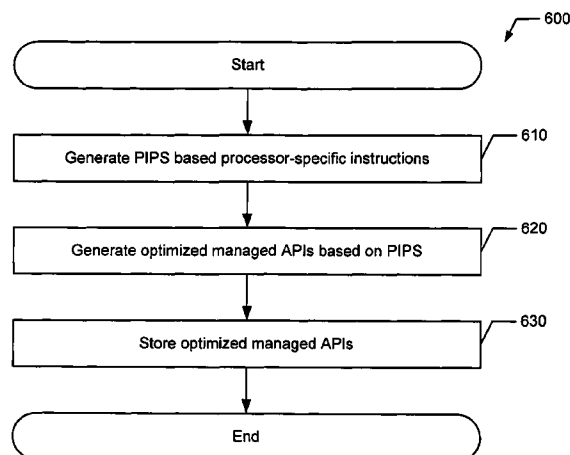 600
Start
610
Generate PIPS based processor-specific instructions
620
Generate optimized managed APIs based on PIPS
630
Store optimized managed APIs
End